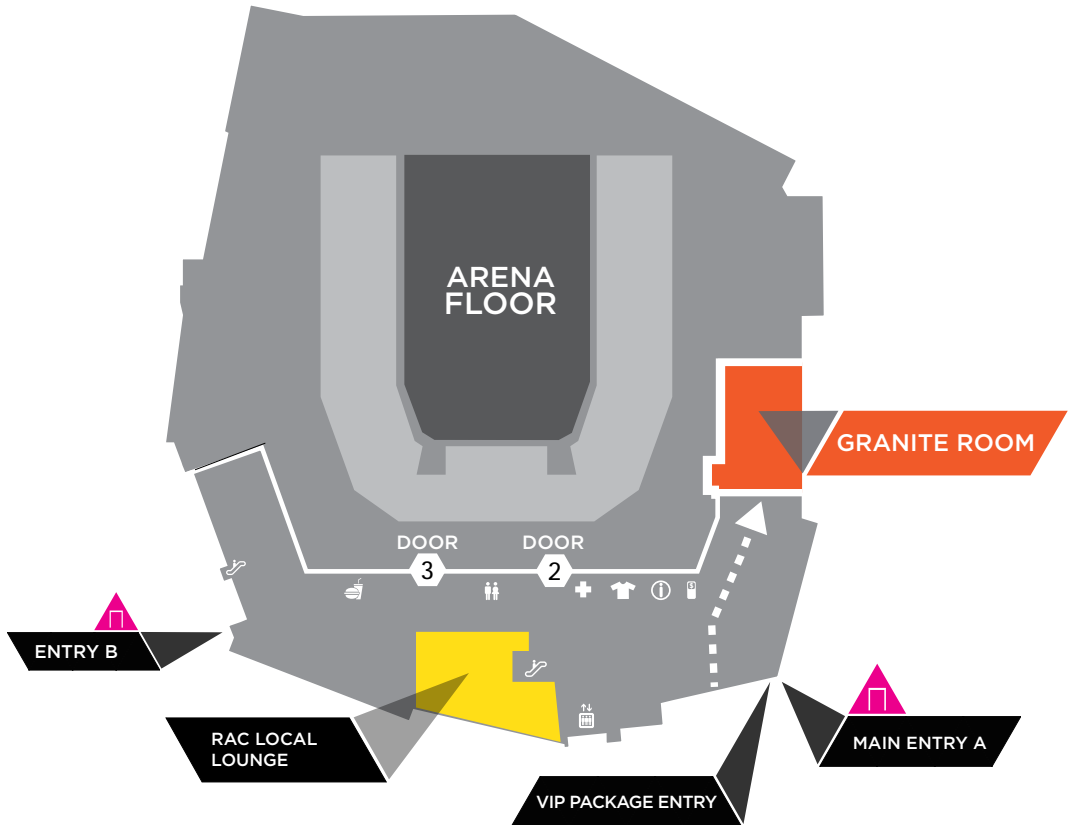 ARENA
FLOOR
GRANITE ROOM
DOOR
3
DOOR
2
i
$
ENTRY B
RAC LOCAL
LOUNGE
MAIN ENTRY A
VIP PACKAGE ENTRY